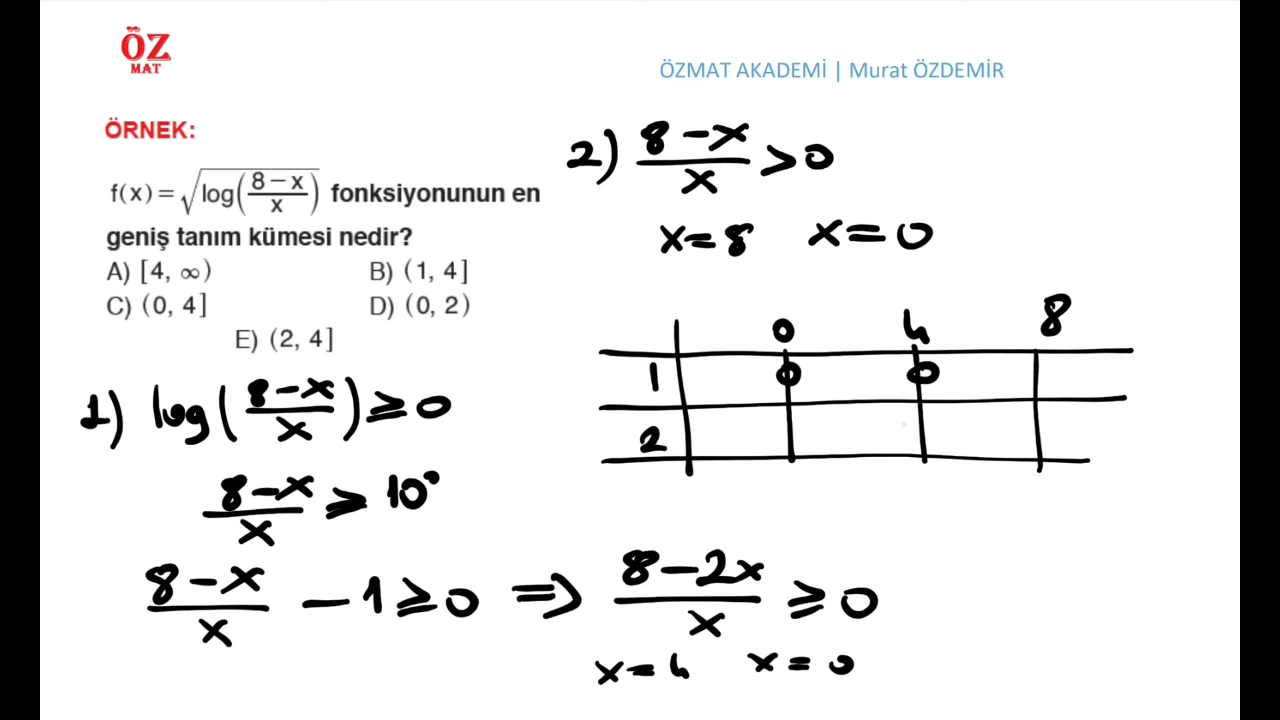 ÖZ
MAT
ÖZMAT AKADEMİ | Murat ÖZDEMİR
ÖRNEK:
f(x) = √log((8 − x)/x) fonksiyonunun en
geniş tanım kümesi nedir?
A) [4, ∞)
B) (1, 4]
C) (0, 4]
D) (0, 2)
E) (2, 4]
1) log((8 − x)/x) ≥ 0
(8 − x)/x ≥ 10⁰
(8 − x)/x − 1 ≥ 0 ⇒ (8 − 2x)/x ≥ 0
x = 4 x = 0
2) (8 − x)/x > 0
x = 8 x = 0
0 4 8
1 0 0
2